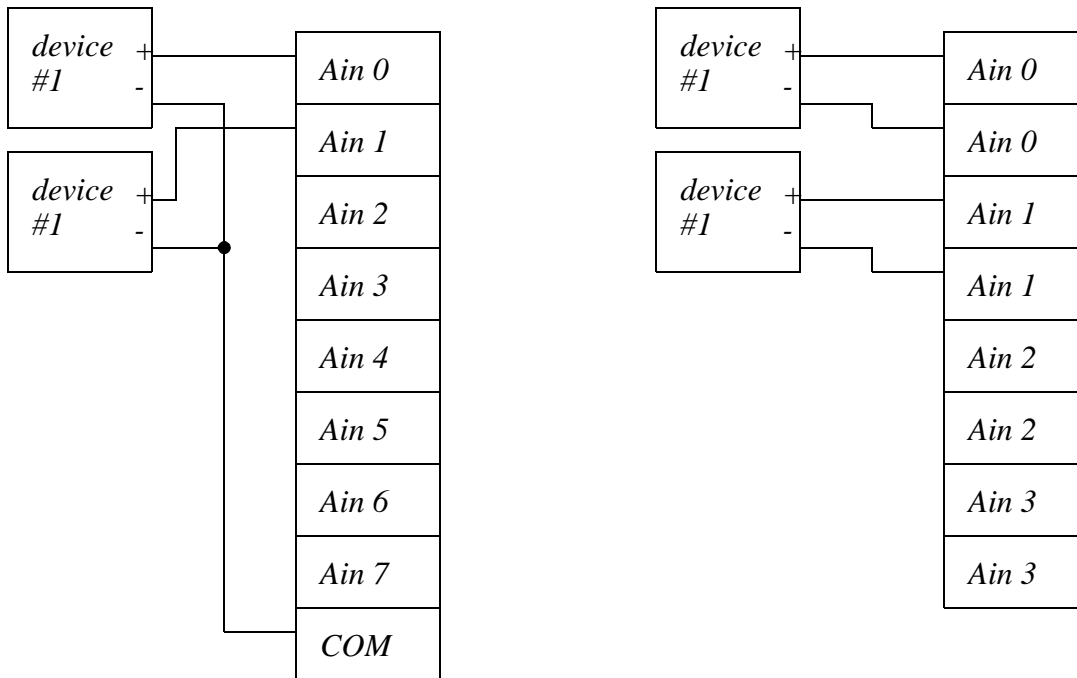 device +
#1 -
device +
#1 -
Ain 0
Ain 1
Ain 2
Ain 3
Ain 4
Ain 5
Ain 6
Ain 7
COM
device +
#1 -
device +
#1 -
Ain 0
Ain 0
Ain 1
Ain 1
Ain 2
Ain 2
Ain 3
Ain 3